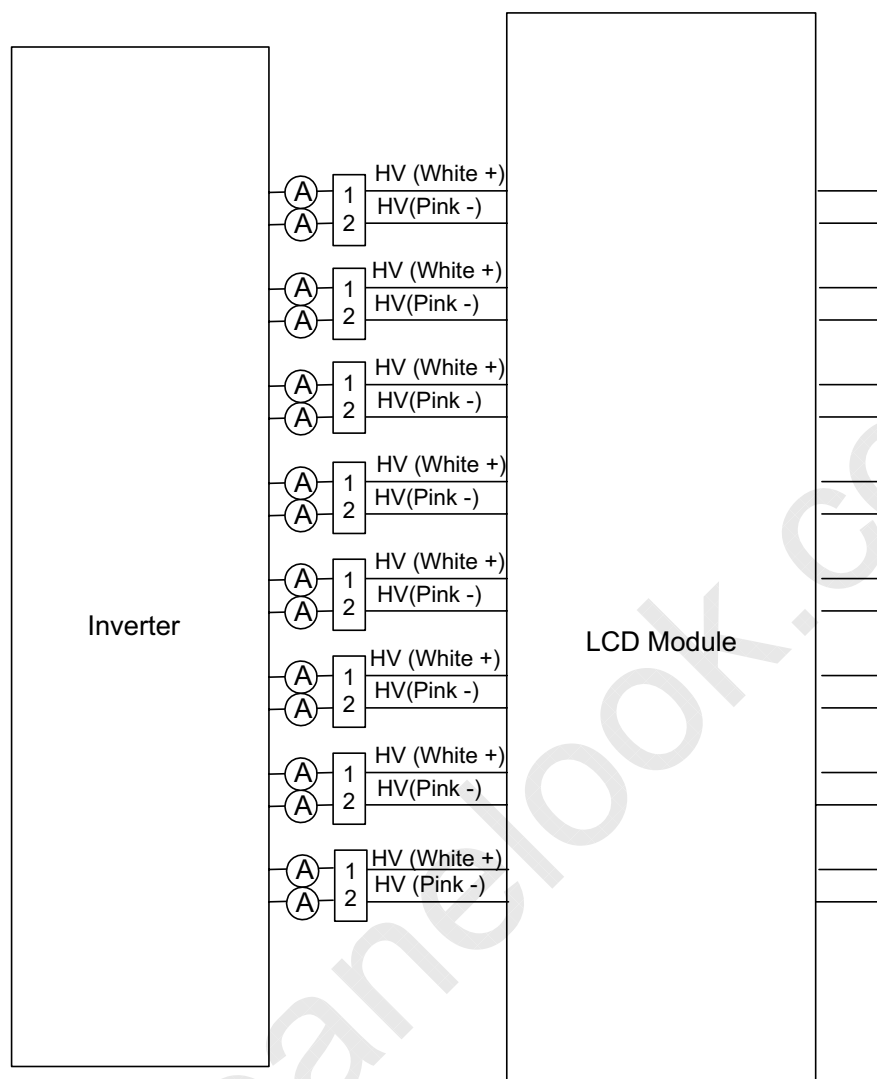 HV (White +)
A 1
HV(Pink -)
A 2
HV (White +)
A 1
HV(Pink -)
A 2
HV (White +)
A 1
HV(Pink -)
A 2
HV (White +)
A 1
HV(Pink -)
A 2
HV (White +)
A 1
HV(Pink -)
A 2
Inverter
LCD Module
HV (White +)
A 1
HV(Pink -)
A 2
HV (White +)
A 1
HV(Pink -)
A 2
HV (White +)
A 1
HV (Pink -)
A 2
panelook.co